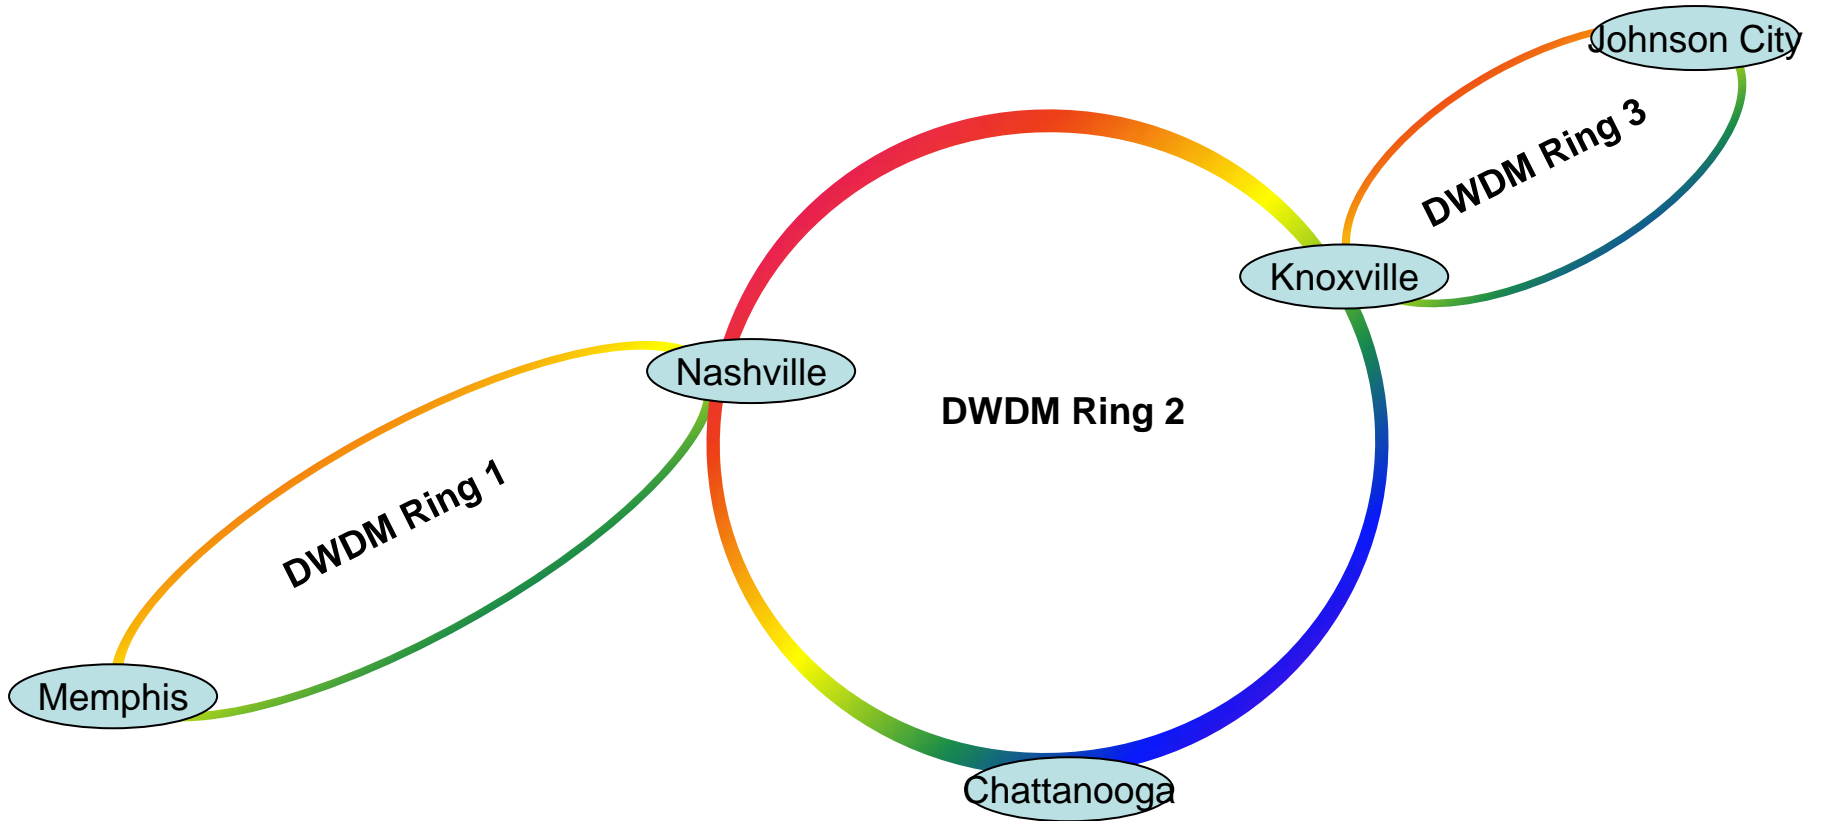 Johnson City
DWDM Ring 3
Knoxville
Nashville
DWDM Ring 2
DWDM Ring 1
Memphis
Chattanooga